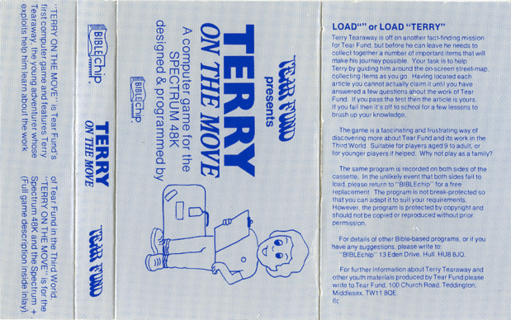 "TERRY ON THE MOVE" is Tear Fund's
first computer game and features Terry
Tearaway, the young adventurer whose
exploits help him learn about the work
of Tear Fund in the Third World.
"TERRY ON THE MOVE" is for the
Spectrum 48K and the Spectrum +
(Full game description inside inlay)
BIBLEchip
TERRY
ON THE MOVE
TEAR FUND
TEAR FUND
presents
TERRY
ON THE MOVE
A computer game for the
SPECTRUM 48K
designed & programmed by
BIBLEchip
LOAD"" or LOAD "TERRY"
Terry Tearaway is off on another fact-finding mission
for Tear Fund, but before he can leave he needs to
collect together a number of important items that will
make his journey possible. Your task is to help
Terry by guiding him around the on-screen street-map,
collecting items as you go. Having located each
article you cannot actually claim it until you have
answered a few questions about the work of Tear
Fund. If you pass the test then the article is yours,
if you fail then it's off to school for a few lessons to
brush up your knowledge.
The game is a fascinating and frustrating way of
discovering more about Tear Fund and its work in the
Third World. Suitable for players aged 9 to adult, or
for younger players if helped. Why not play as a family?
The same program is recorded on both sides of the
cassette. In the unlikely event that both sides fail to
load, please return to "BIBLEchip" for a free
replacement. The program is not break-protected so
that you can adapt it to suit your requirements.
However, the program is protected by copyright and
should not be copied or reproduced without prior
permission.
For details of other Bible-based programs, or if you
have any suggestions, please write to:
"BIBLEchip" 13 Eden Drive, Hull. HU8 8JQ.
For further information about Terry Tearaway and
other youth materials produced by Tear Fund please
write to Tear Fund, 100 Church Road, Teddington,
Middlesex, TW11 8QE.